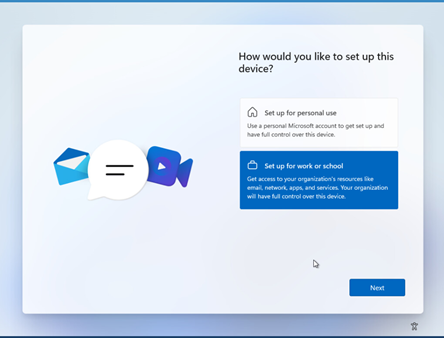 How would you like to set up this
device?
Set up for personal use
Use a personal Microsoft account to get set up and
have full control over this device.
Set up for work or school
Get access to your organization's resources like
email, network, apps, and services. Your organization
will have full control over this device.
Next